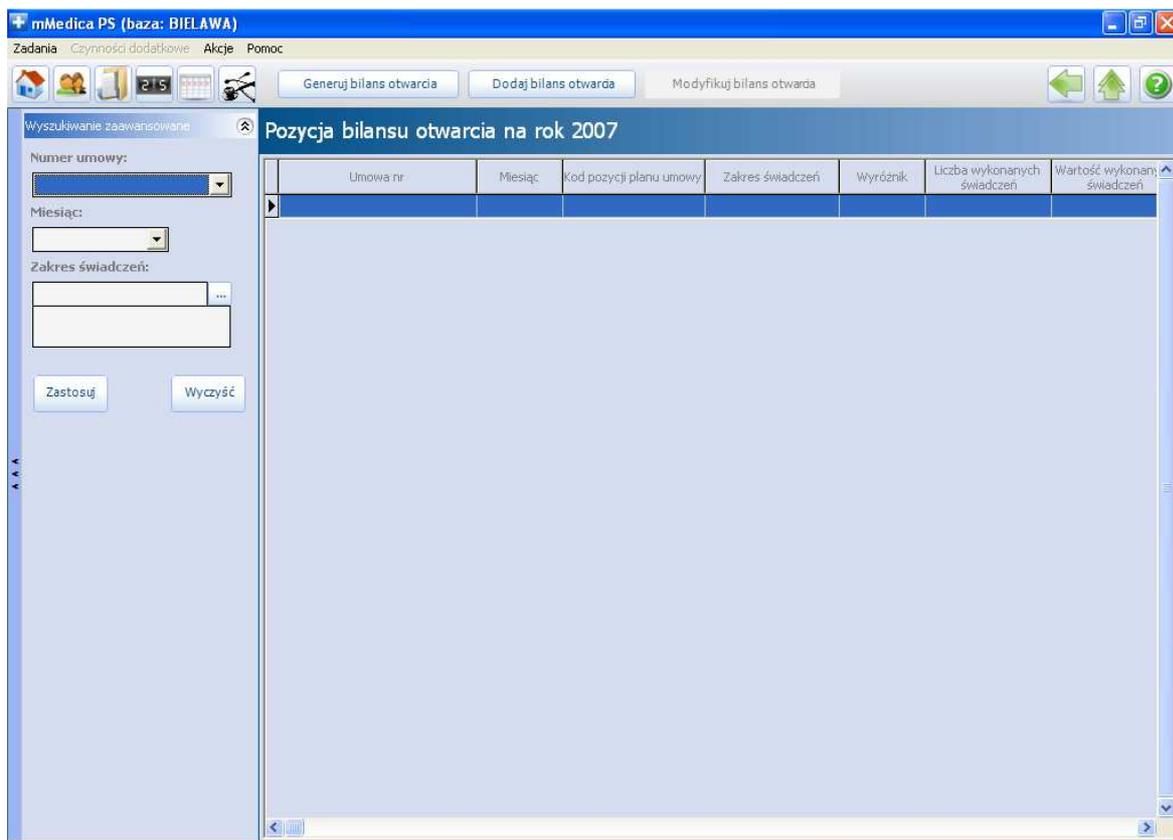 mMedica PS (baza: BIELAWA)
Zadania Czynności dodatkowe Akcje Pomoc
215 Generuj bilans otwarcia Dodaj bilans otwarcia Modyfikuj bilans otwarcia
Wyszukiwanie zaawansowane
Pozycja bilansu otwarcia na rok 2007
Numer umowy:
Umowa nr Miesiąc Kod pozycji planu umowy Zakres świadczeń Wyróżnik Liczba wykonanych świadczeń Wartość wykonany świadczeń
Miesiąc:
Zakres świadczeń:
...
Zastosuj Wyczyść